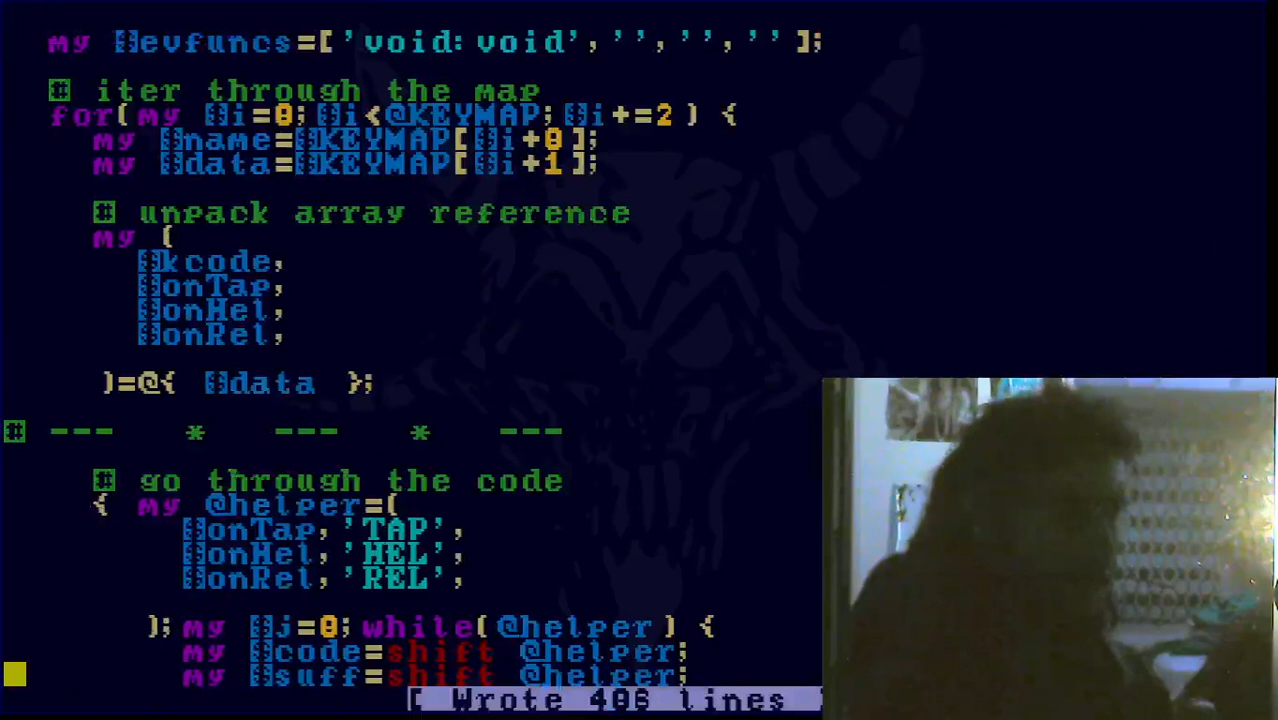 my $evfuncs=['void:void','','','' ];
# iter through the map
for( my $i=0; $i<@KEYMAP; $i+=2 ) {
my $name=$KEYMAP[ $i+0 ];
my $data=$KEYMAP[ $i+1 ];
# unpack array reference
my (
$kcode,
$onTap,
$onHel,
$onRel,
)=@{ $data };
# --- * --- * ---
# go through the code
{ my @helper=(
$onTap,'TAP',
$onHel,'HEL',
$onRel,'REL',
); my $j=0; while( @helper ) {
my $code=shift @helper;
my $suff=shift @helper;
[ Wrote 406 lines